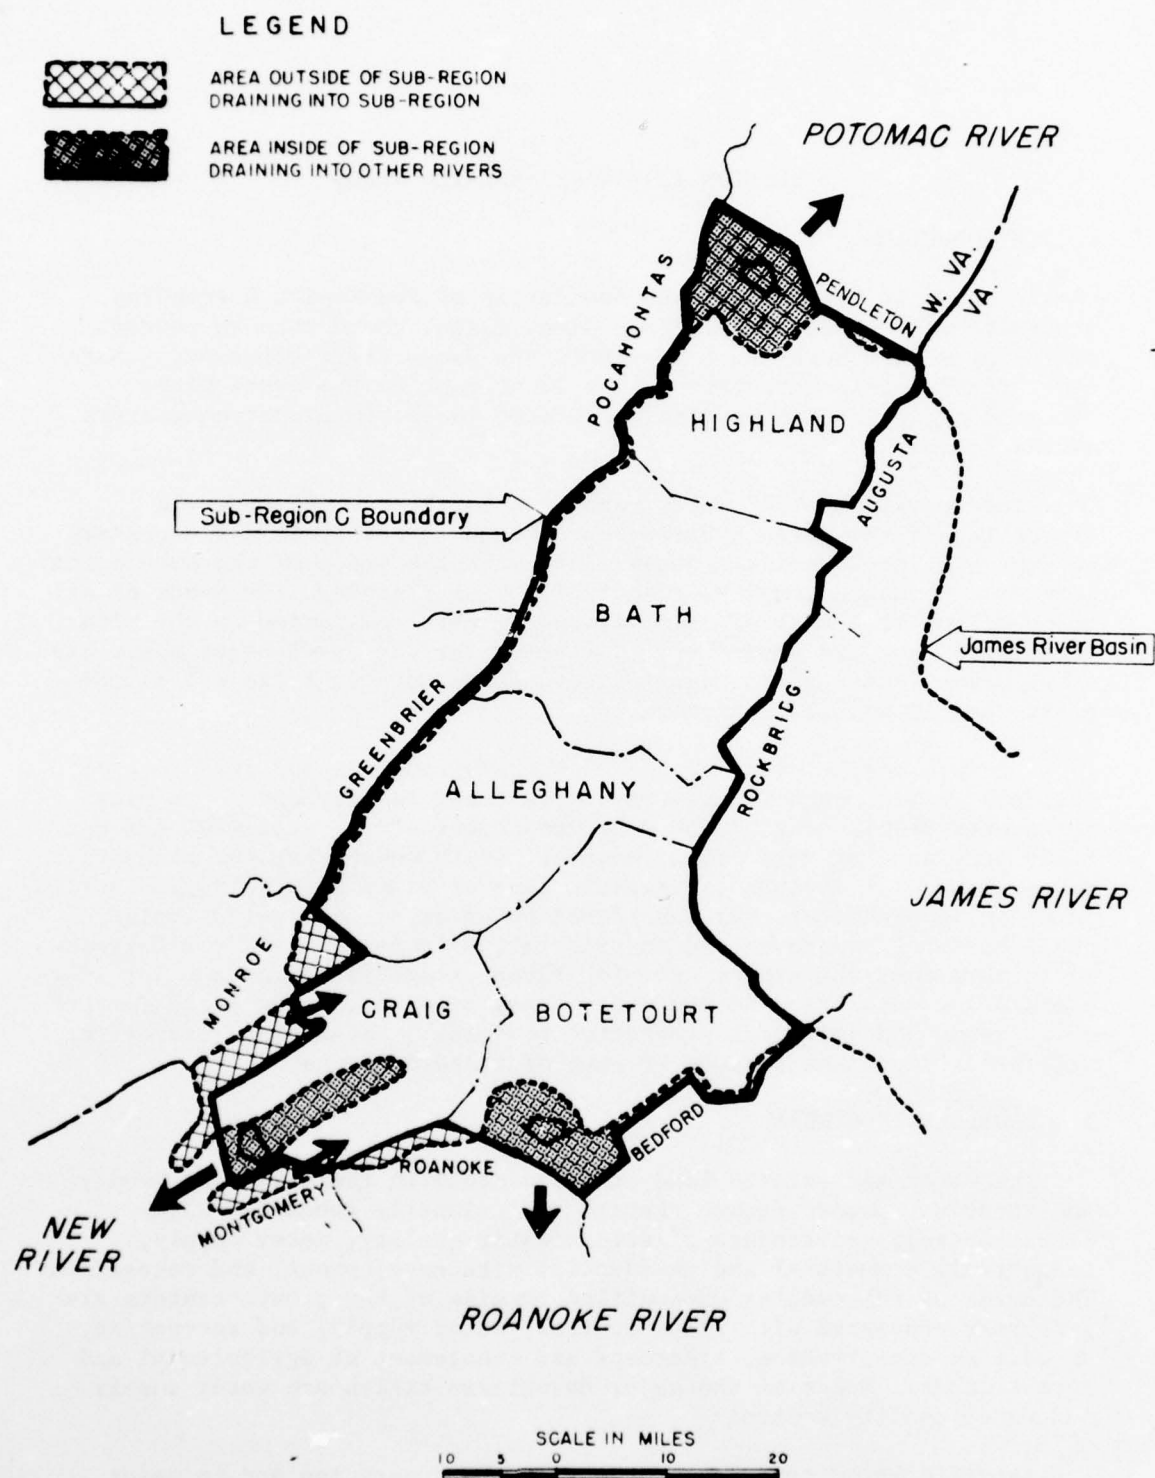 LEGEND
AREA OUTSIDE OF SUB-REGION
DRAINING INTO SUB-REGION
AREA INSIDE OF SUB-REGION
DRAINING INTO OTHER RIVERS
POTOMAC RIVER
W. VA.
VA.
PENDLETON
POCAHONTAS
HIGHLAND
AUGUSTA
Sub-Region C Boundary
BATH
James River Basin
GREENBRIER
ROCKBRIDG
ALLEGHANY
JAMES RIVER
MONROE
CRAIG
BOTETOURT
BEDFORD
ROANOKE
MONTGOMERY
NEW
RIVER
ROANOKE RIVER
SCALE IN MILES
10 5 0 10 20